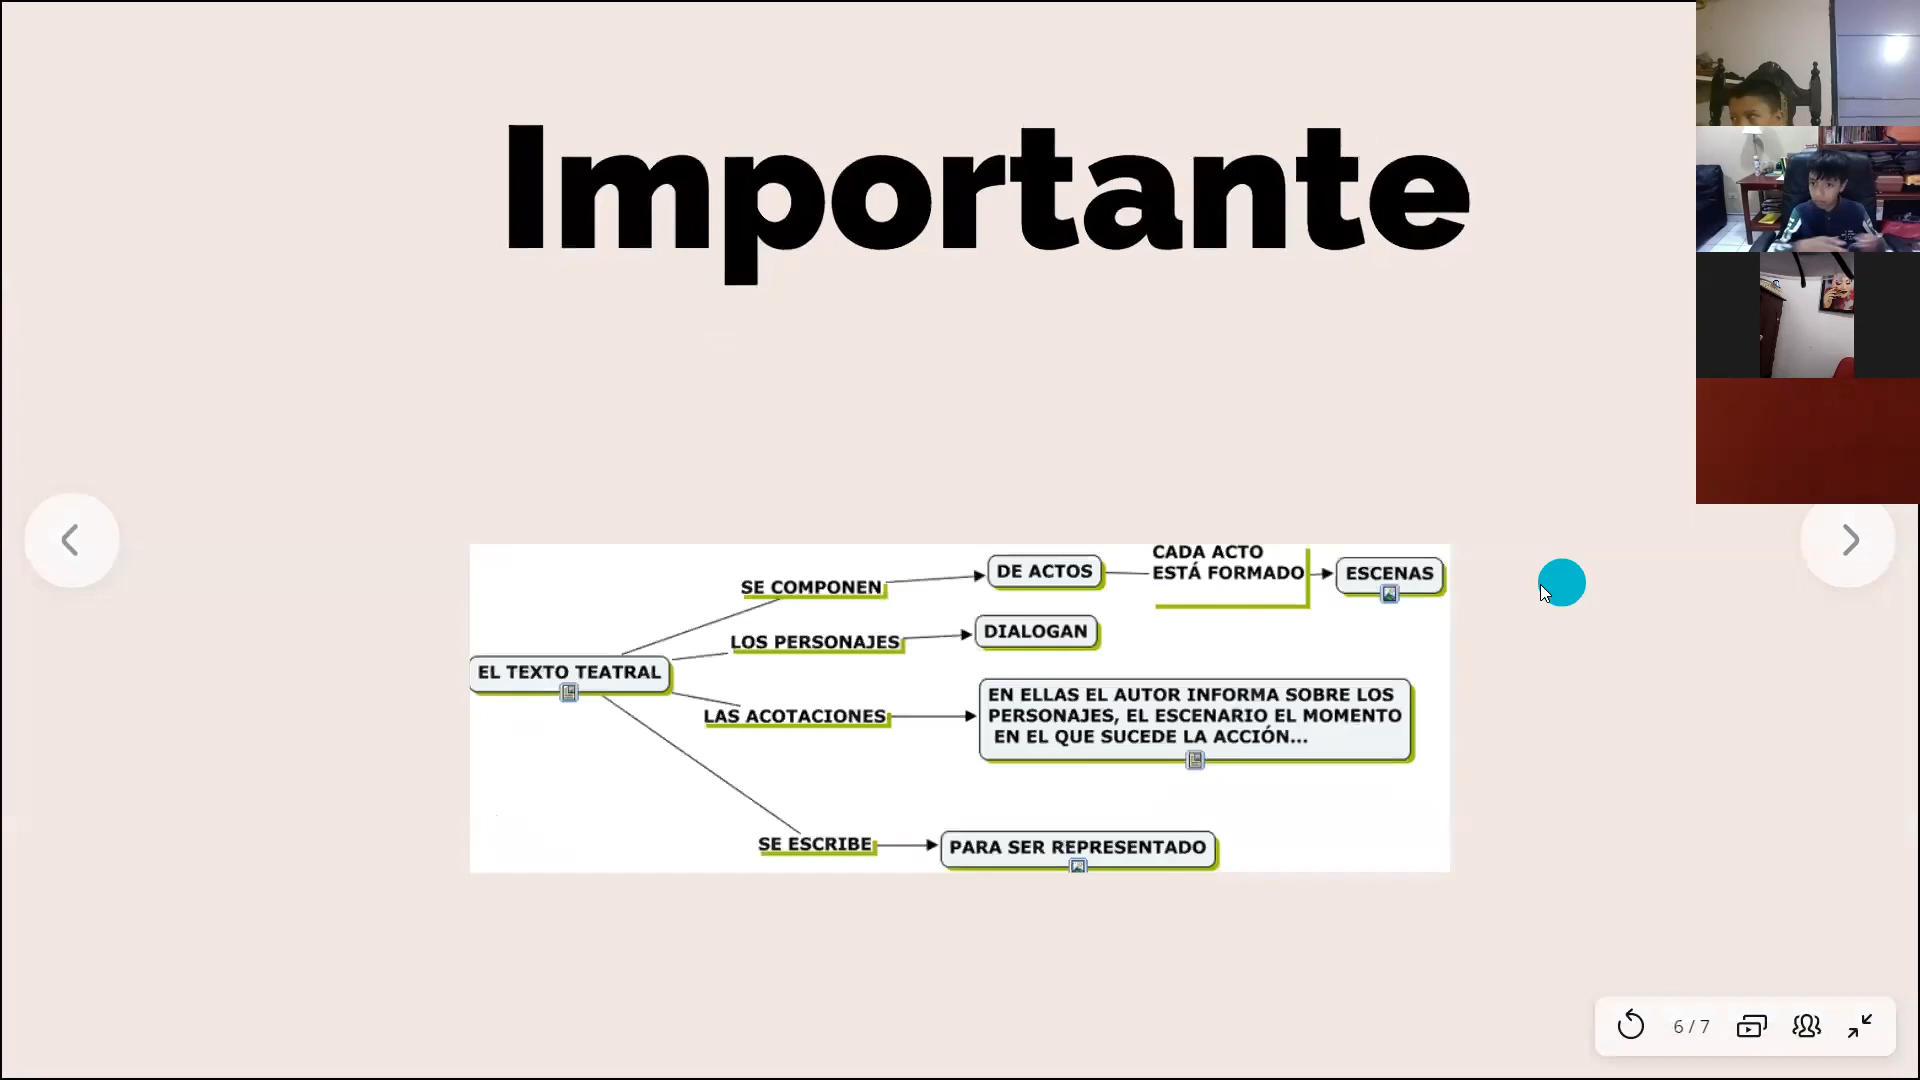 Importante
CADA ACTO
ESTÁ FORMADO
SE COMPONEN
DE ACTOS
ESCENAS
LOS PERSONAJES
DIALOGAN
EL TEXTO TEATRAL
LAS ACOTACIONES
EN ELLAS EL AUTOR INFORMA SOBRE LOS
PERSONAJES, EL ESCENARIO EL MOMENTO
EN EL QUE SUCEDE LA ACCIÓN...
SE ESCRIBE
PARA SER REPRESENTADO
6 / 7